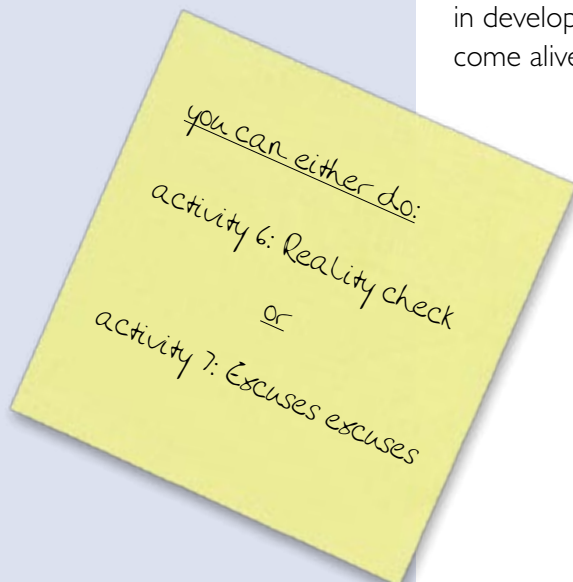 in develop
come alive
you can either do:
activity 6: Reality check
or
activity 7: Excuses excuses